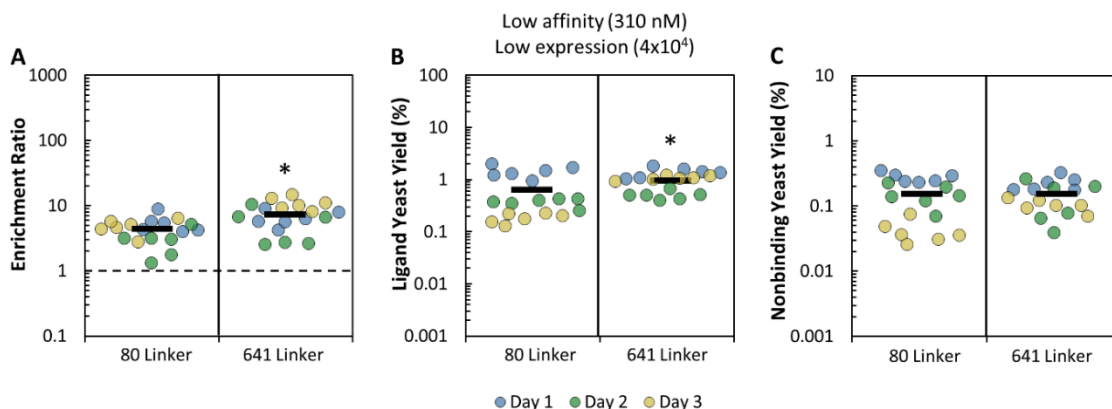 Low affinity (310 nM)
Low expression (4x10⁴)
A
1000
100
10
1
0.1
Enrichment Ratio
*
80 Linker
641 Linker
B
100
10
1
0.1
0.01
0.001
Ligand Yeast Yield (%)
*
80 Linker
641 Linker
C
10
1
0.1
0.01
0.001
Nonbinding Yeast Yield (%)
80 Linker
641 Linker
Day 1
Day 2
Day 3